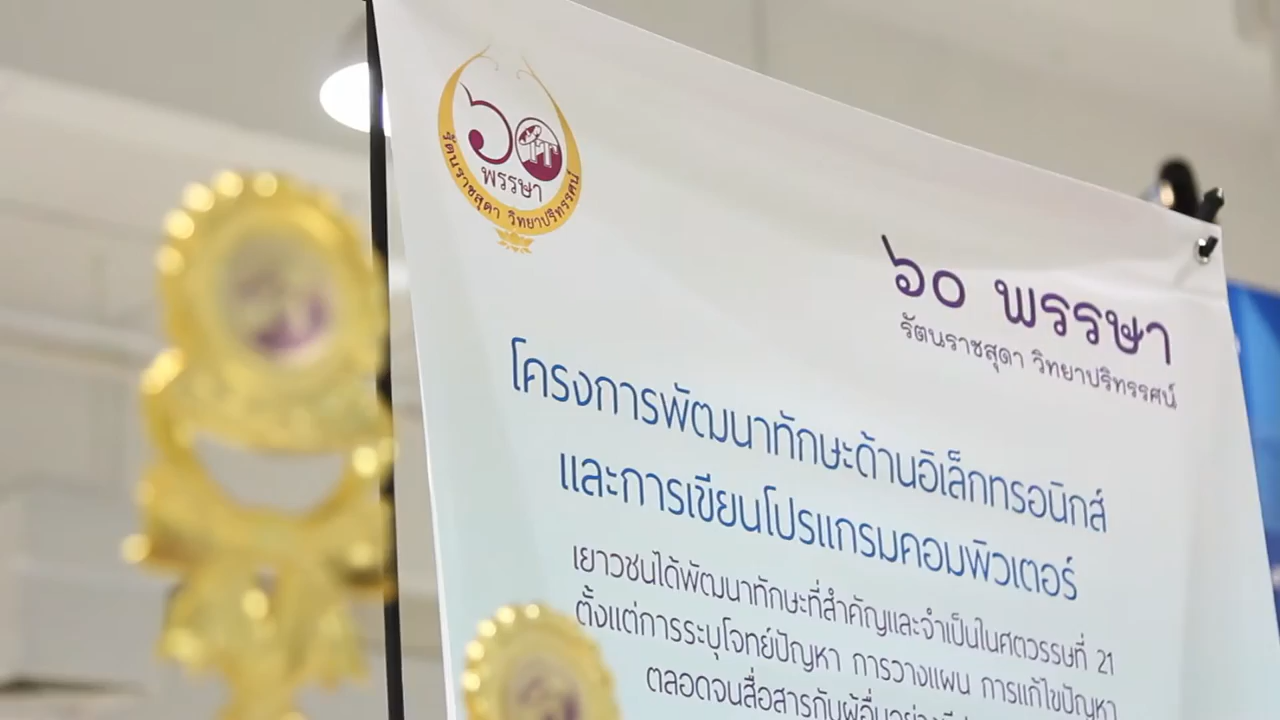 ๖๐
IT
พรรษา
รัตนราชสุดา วิทยาปริทรรศน์
๖๐ พรรษา
รัตนราชสุดา วิทยาปริทรรศน์
โครงการพัฒนาทักษะด้านอิเล็กทรอนิกส์
และการเขียนโปรแกรมคอมพิวเตอร์
เยาวชนได้พัฒนาทักษะที่สำคัญและจำเป็นในศตวรรษที่ 21
ตั้งแต่การระบุโจทย์ปัญหา การวางแผน การแก้ไขปัญหา
ตลอดจนสื่อสารกับผู้อื่นอย่าง